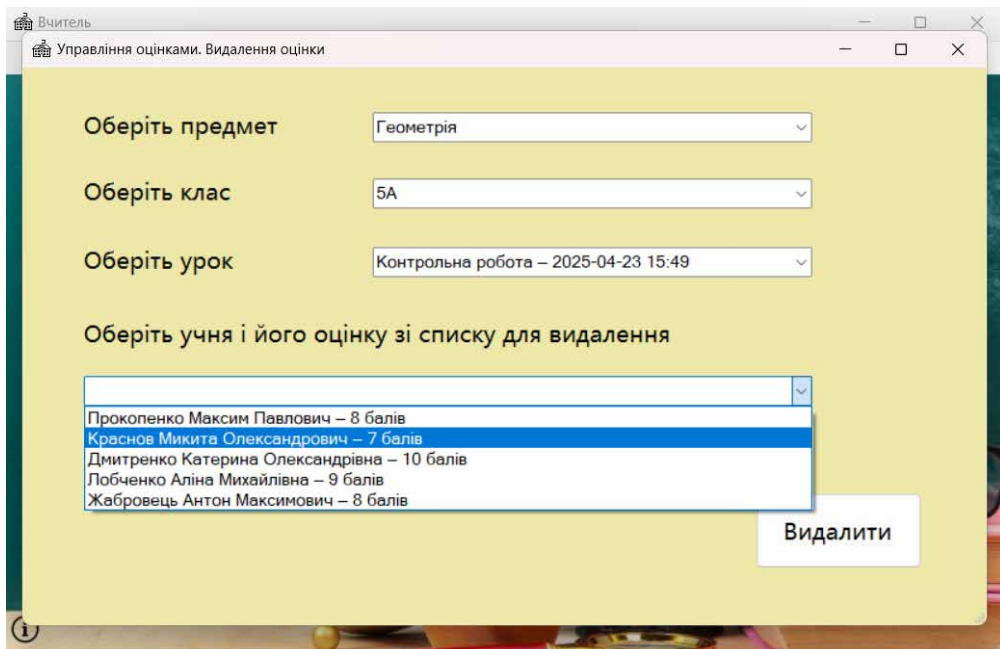 Вчитель
Управління оцінками. Видалення оцінки
Оберіть предмет
Геометрія
Оберіть клас
5А
Оберіть урок
Контрольна робота – 2025-04-23 15:49
Оберіть учня і його оцінку зі списку для видалення
Прокопенко Максим Павлович – 8 балів
Краснов Микита Олександрович – 7 балів
Дмитренко Катерина Олександрівна – 10 балів
Лобченко Аліна Михайлівна – 9 балів
Жабровець Антон Максимович – 8 балів
Видалити